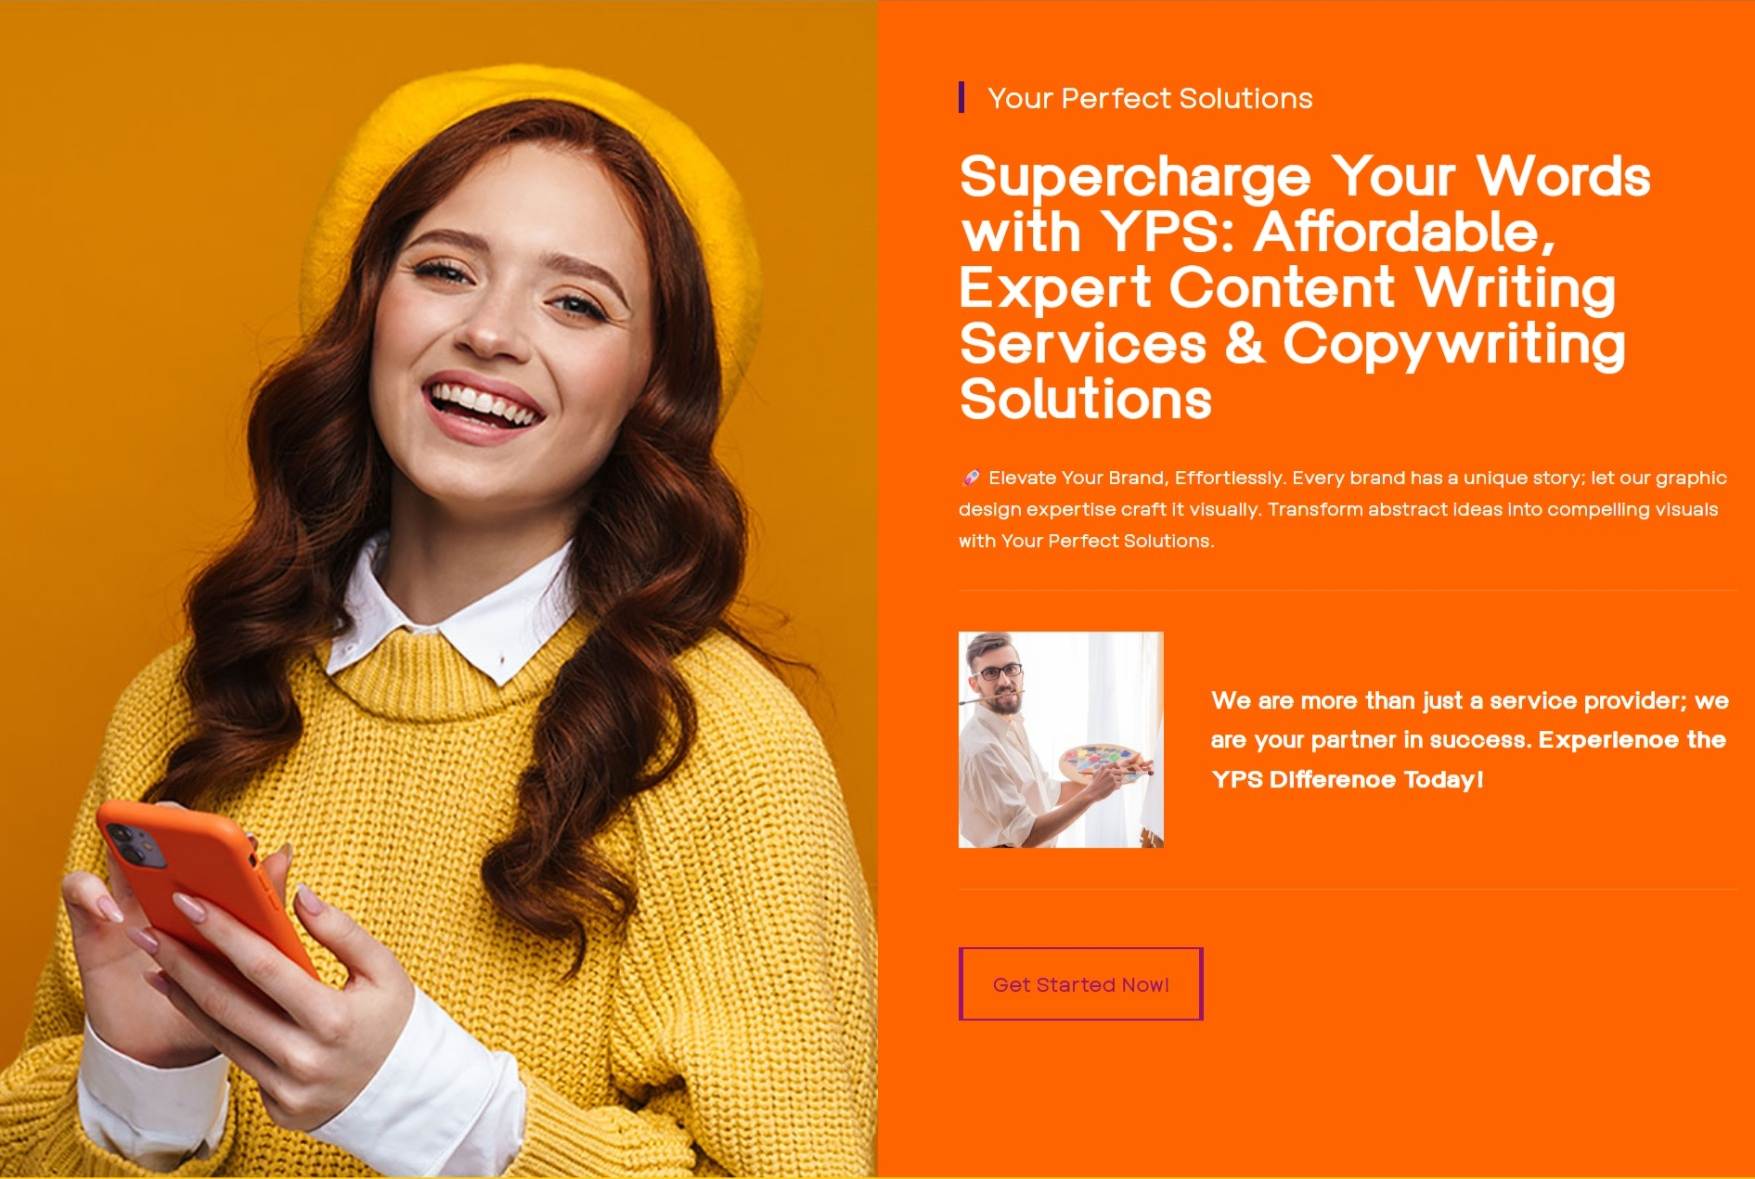 Your Perfect Solutions
Supercharge Your Words
with YPS: Affordable,
Expert Content Writing
Services & Copywriting
Solutions
Elevate Your Brand, Effortlessly. Every brand has a unique story; let our graphic
design expertise craft it visually. Transform abstract ideas into compelling visuals
with Your Perfect Solutions.
We are more than just a service provider; we
are your partner in success. Experience the
YPS Difference Today!
Get Started Now!